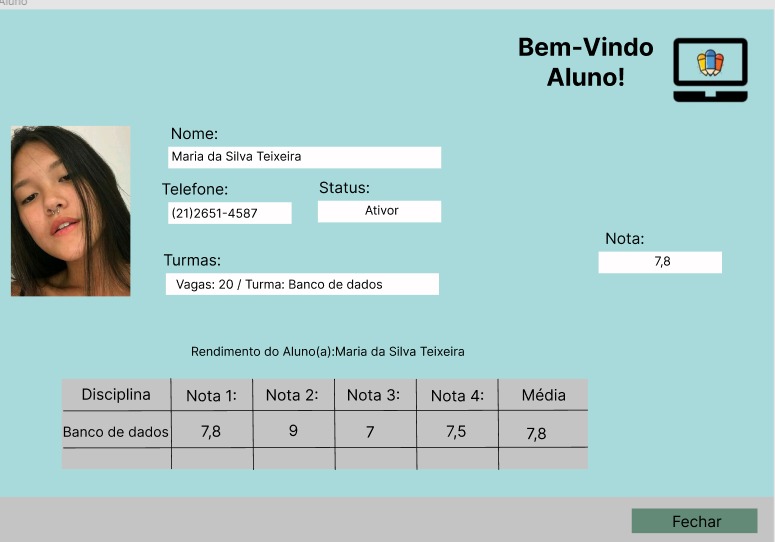 Aluno
Bem-Vindo
Aluno!
Nome:
Maria da Silva Teixeira
Telefone: Status:
(21)2651-4587 Ativor
Nota:
7,8
Turmas:
Vagas: 20 / Turma: Banco de dados
Rendimento do Aluno(a):Maria da Silva Teixeira
Disciplina Nota 1: Nota 2: Nota 3: Nota 4: Média
Banco de dados 7,8 9 7 7,5 7,8
Fechar